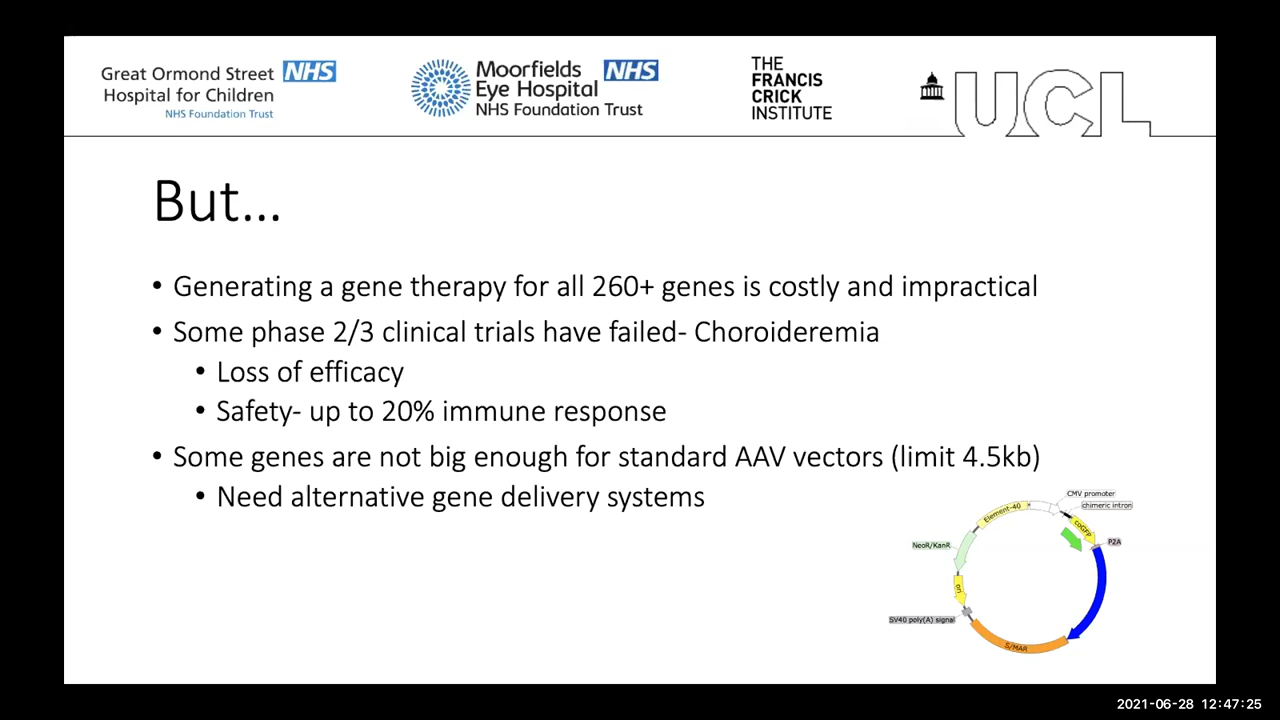 Great Ormond Street NHS
Hospital for Children
NHS Foundation Trust
Moorfields NHS
Eye Hospital
NHS Foundation Trust
THE
FRANCIS
CRICK
INSTITUTE
UCL
But...
• Generating a gene therapy for all 260+ genes is costly and impractical
• Some phase 2/3 clinical trials have failed- Choroideremia
• Loss of efficacy
• Safety- up to 20% immune response
• Some genes are not big enough for standard AAV vectors (limit 4.5kb)
• Need alternative gene delivery systems
CMV promoter
chimeric intron
Element-40
coGFP
P2A
NeoR/KanR
ori
SV40 poly(A) signal
S/MAR
2021-06-28 12:47:25